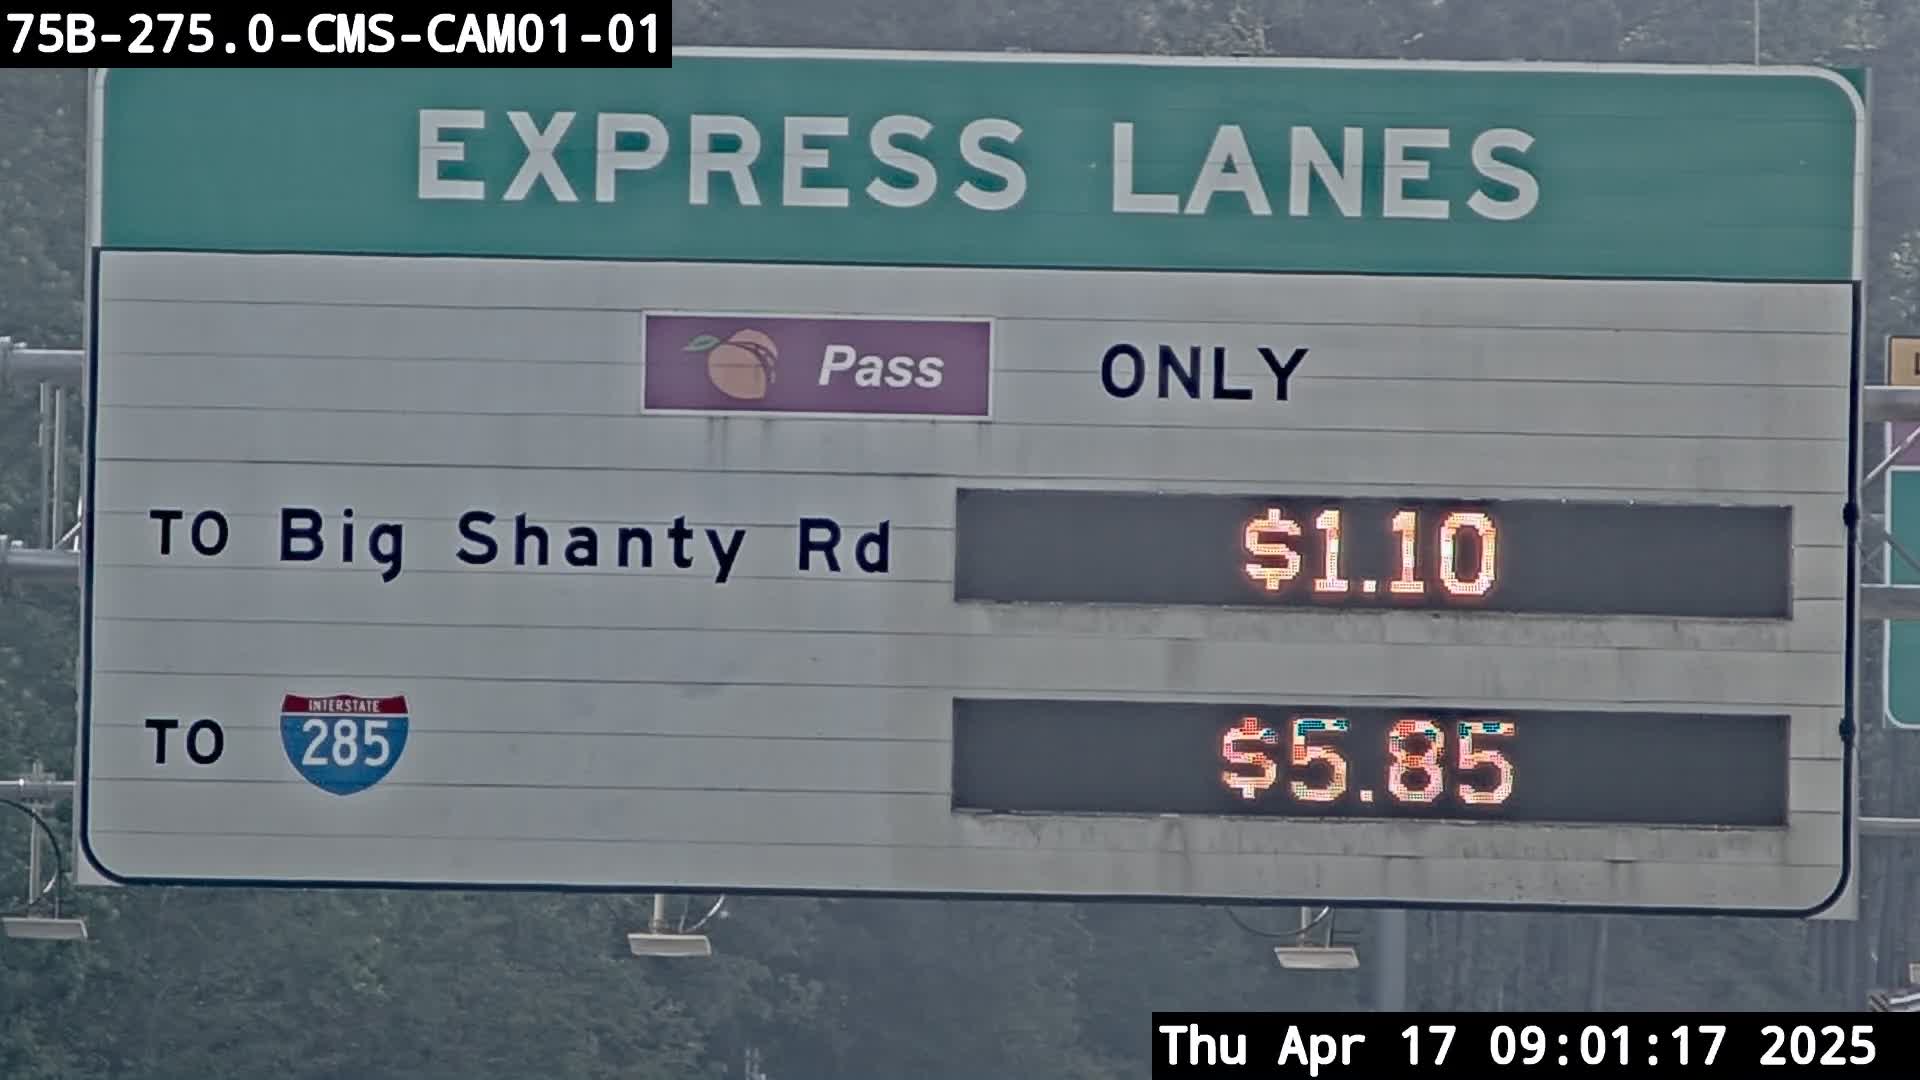 75B-275.0-CMS-CAM01-01
EXPRESS LANES
Pass ONLY
TO Big Shanty Rd $1.10
INTERSTATE
TO 285 $5.85
Thu Apr 17 09:01:17 2025